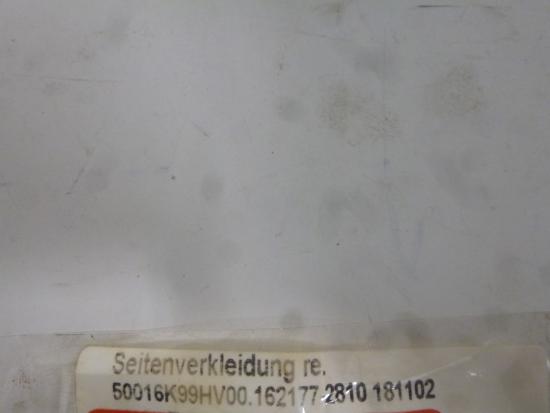 Seitenverkleidung re.
50016K99HV00.162177 2810 181102